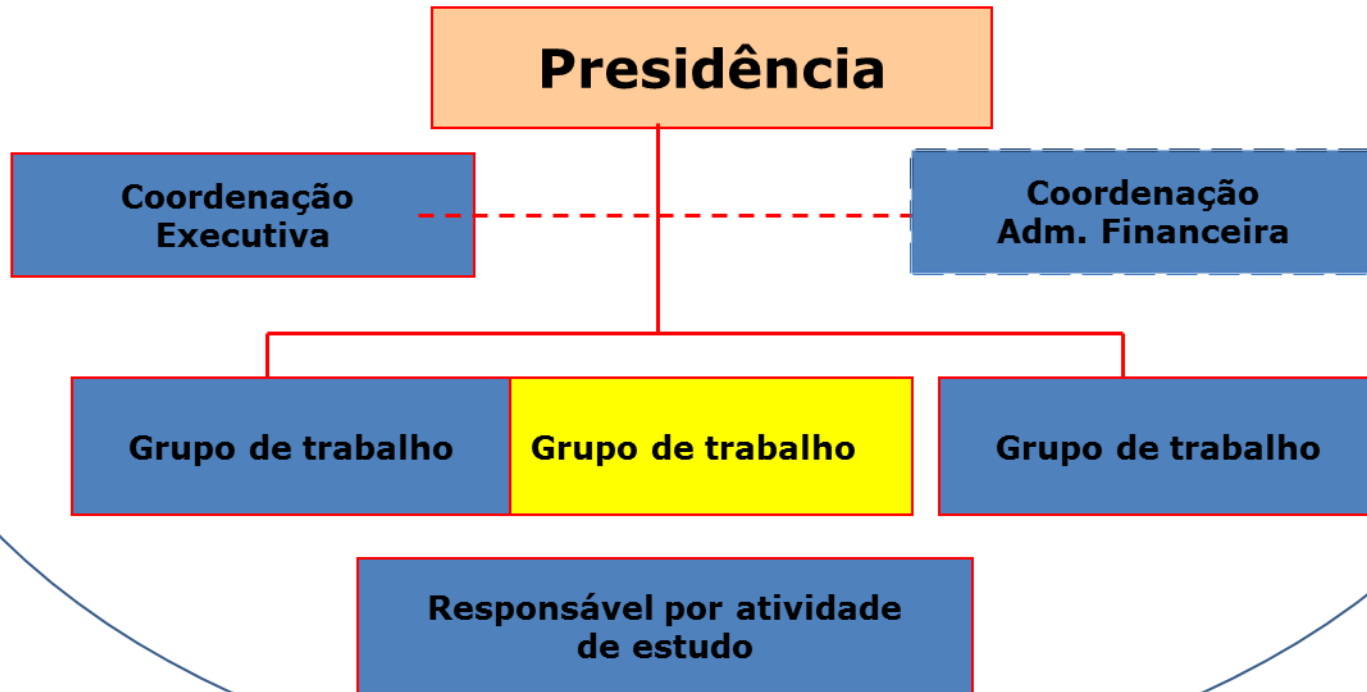 Presidência
Coordenação
Executiva
Coordenação
Adm. Financeira
Grupo de trabalho
Grupo de trabalho
Grupo de trabalho
Responsável por atividade
de estudo